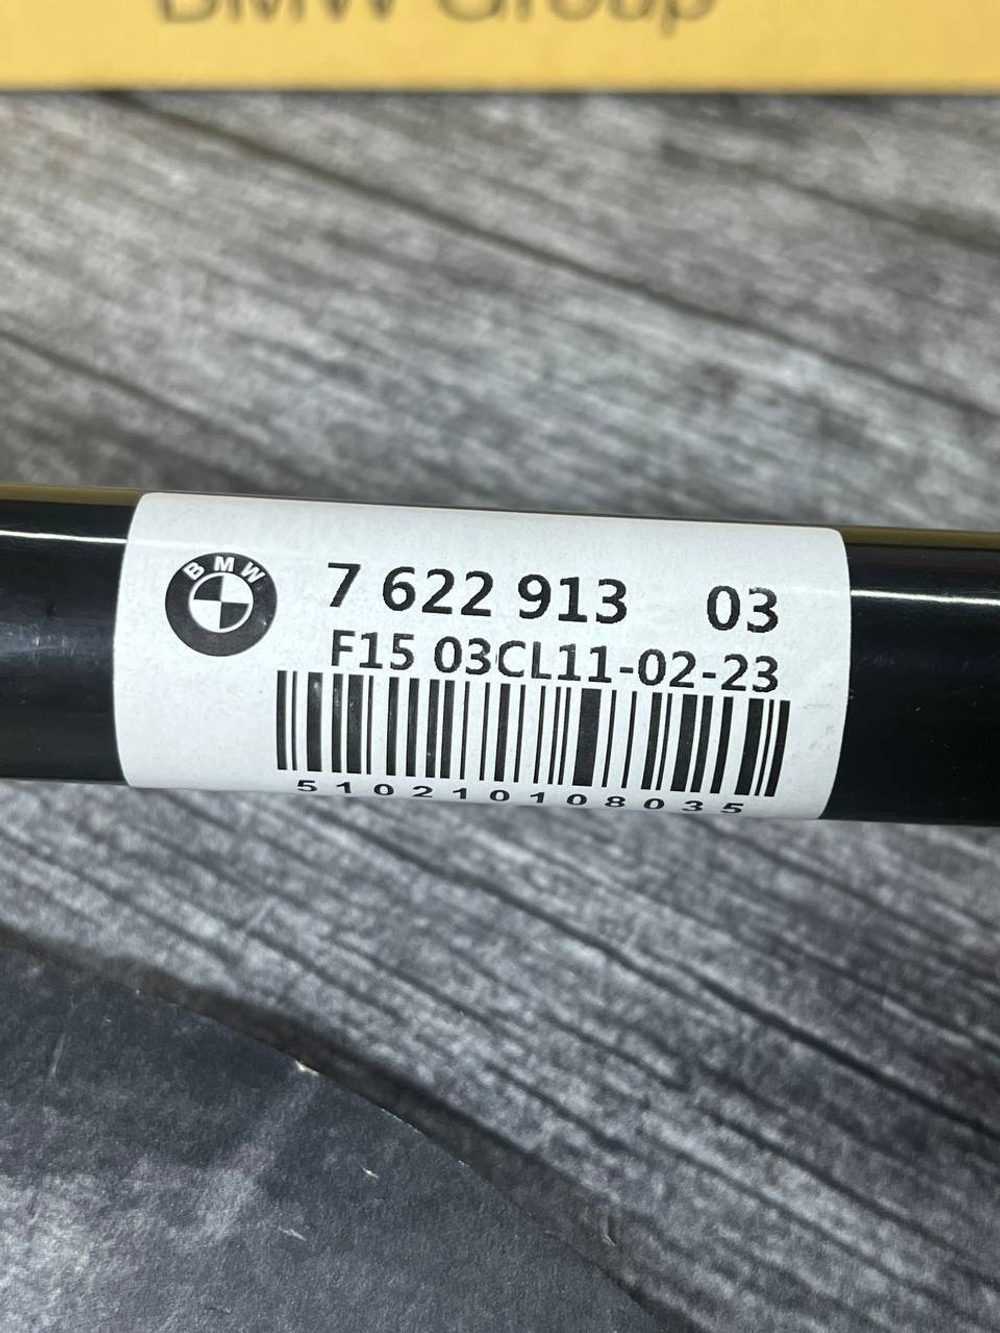 BMW Group
BMW
7 622 913 03
F15 03CL11-02-23
510210108035